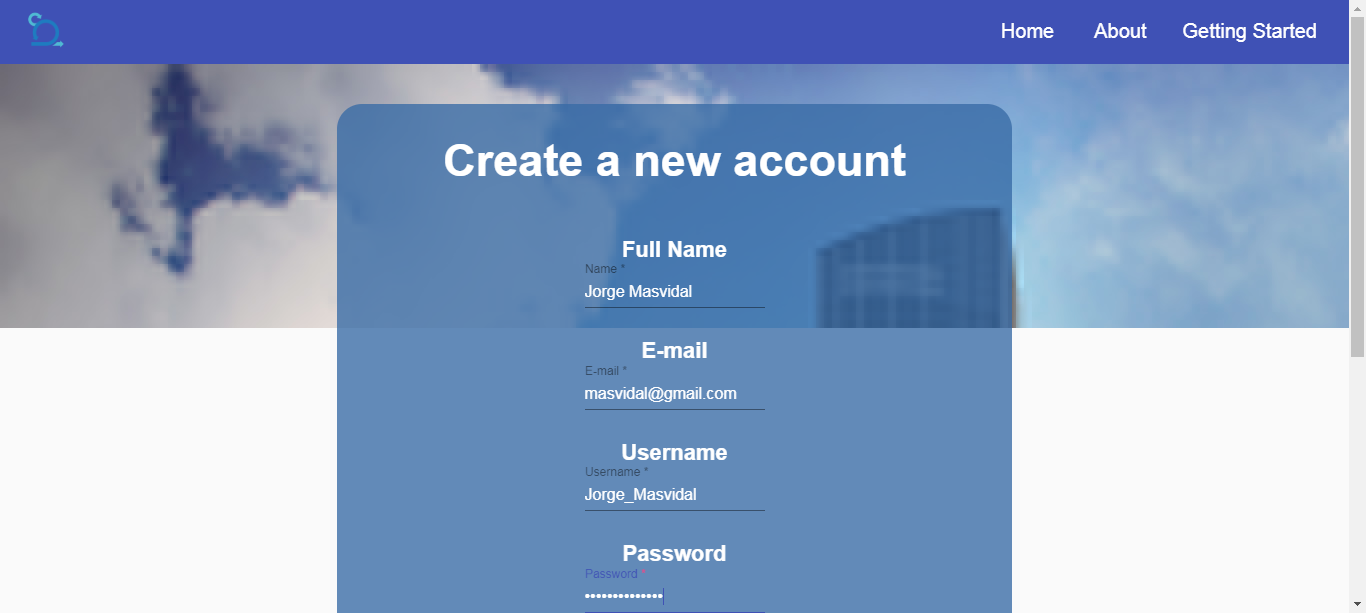 Home About Getting Started
Create a new account
Full Name
Name *
Jorge Masvidal
E-mail
E-mail *
masvidal@gmail.com
Username
Username *
Jorge_Masvidal
Password
Password *
••••••••••••••